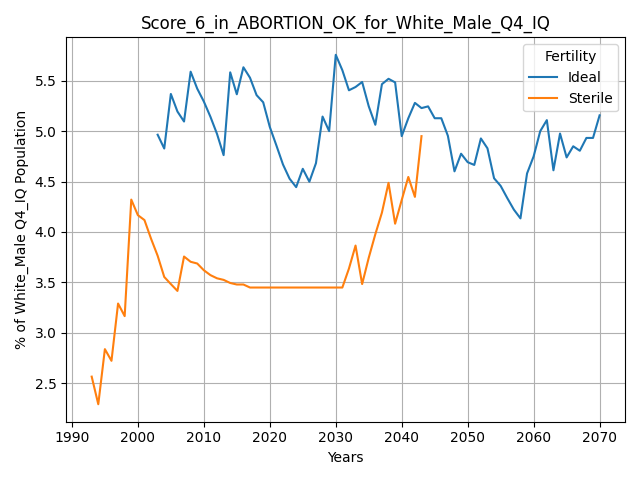 Score_6_in_ABORTION_OK_for_White_Male_Q4_IQ
Fertility
Ideal
Sterile
% of White_Male Q4_IQ Population
5.5
5.0
4.5
4.0
3.5
3.0
2.5
1990 2000 2010 2020 2030 2040 2050 2060 2070
Years